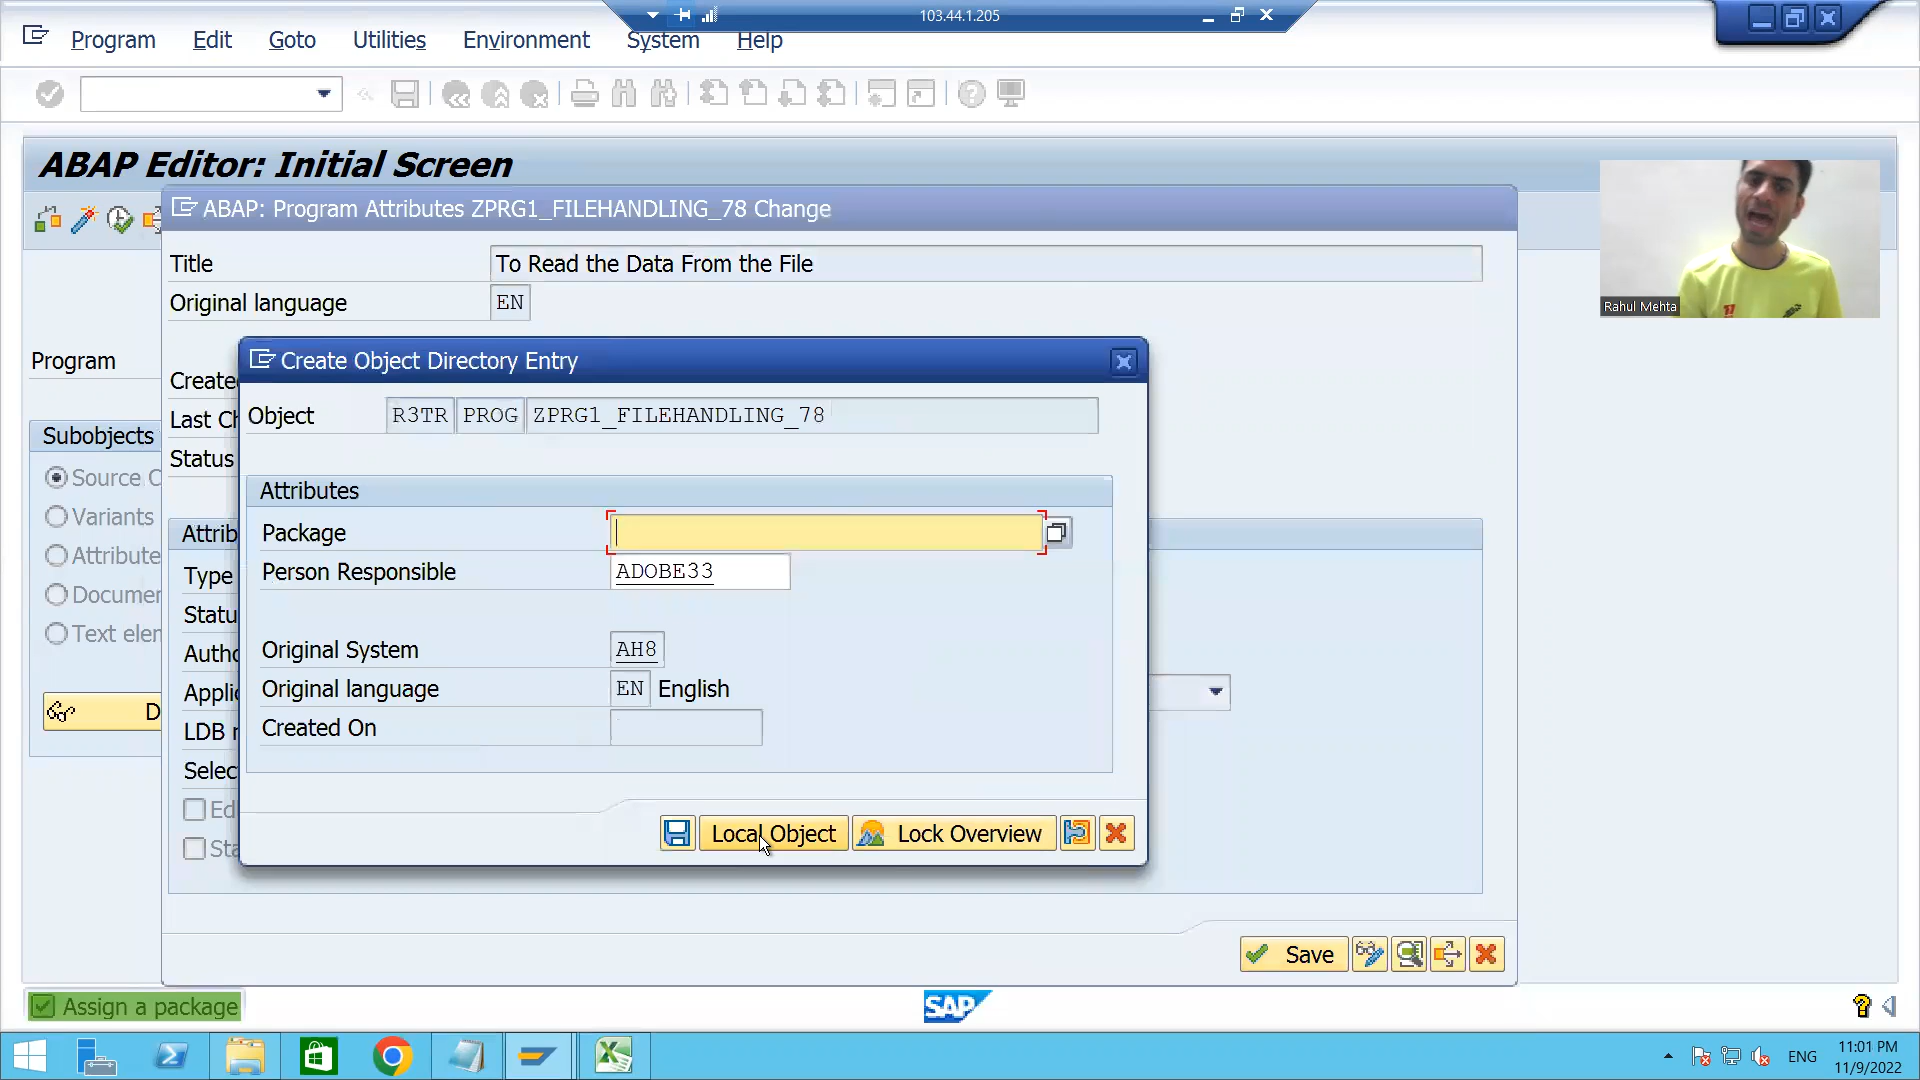 103.44.1.205
Program Edit Goto Utilities Environment System Help
ABAP Editor: Initial Screen
ABAP: Program Attributes ZPRG1_FILEHANDLING_78 Change
Title To Read the Data From the File
Original language EN
Rahul Mehta
Program
Create Object Directory Entry
Created
Object R3TR PROG ZPRG1_FILEHANDLING_78
Last Ch
Subobjects
Status
Source C
Attributes
Variants
Attrib
Package
Attribute
Type
Person Responsible ADOBE33
Documen
Statu
Text elem
Autho
Original System AH8
Applic
Original language EN English
D
LDB n
Created On
Selec
Ed
Sta
Local Object Lock Overview
Save
Assign a package
SAP
ENG
11:01 PM
11/9/2022